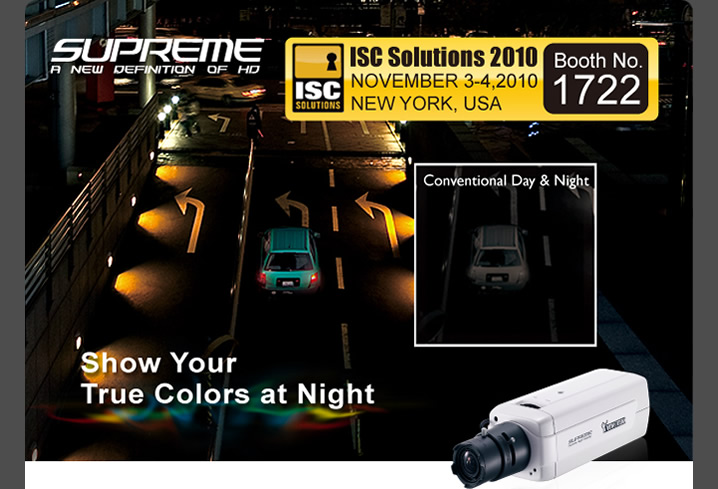 SUPREME
A NEW DEFINITION OF HD
ISC
SOLUTIONS
ISC Solutions 2010
NOVEMBER 3-4,2010
NEW YORK, USA
Booth No.
1722
Conventional Day & Night
Show Your
True Colors at Night
SUPREME